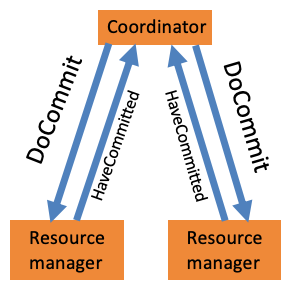 Coordinator
DoCommit
HaveCommitted
HaveCommitted
DoCommit
Resource
manager
Resource
manager